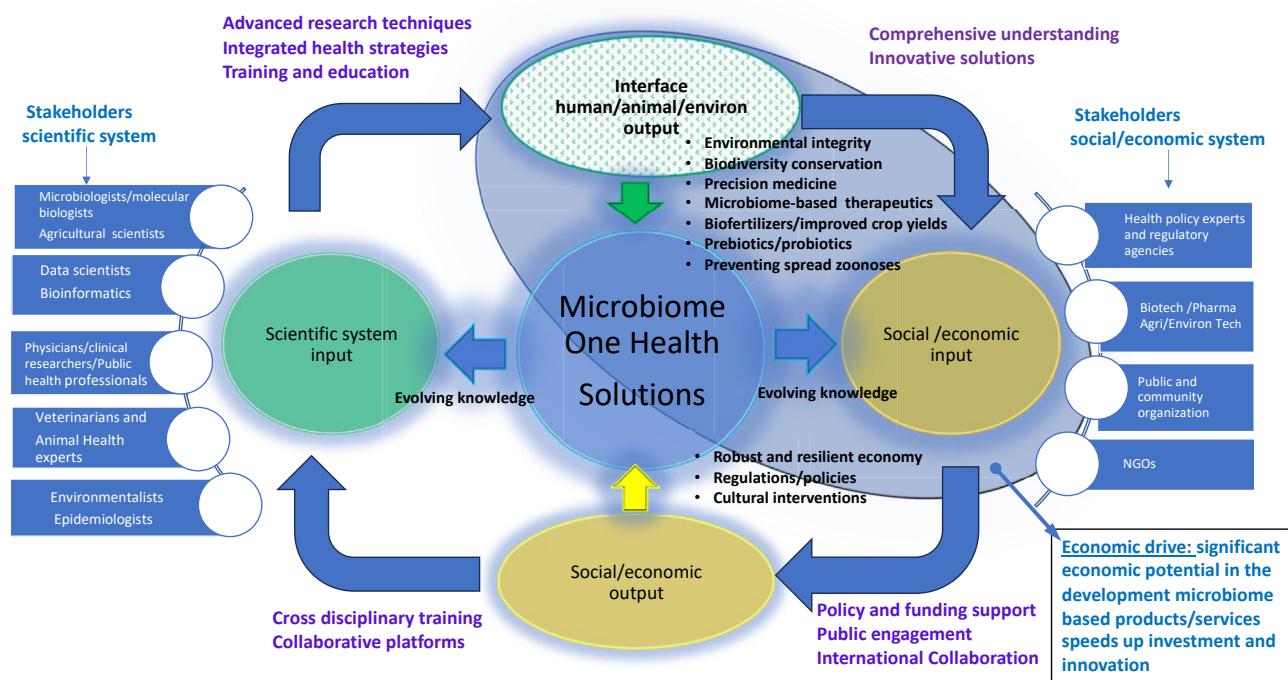 Advanced research techniques
Integrated health strategies
Training and education
Comprehensive understanding
Innovative solutions
Interface
human/animal/environ
output
Stakeholders
scientific system
Stakeholders
social/economic system
• Environmental integrity
• Biodiversity conservation
• Precision medicine
• Microbiome-based therapeutics
• Biofertilizers/improved crop yields
• Prebiotics/probiotics
• Preventing spread zoonoses
Microbiologists/molecular
biologists
Agricultural scientists
Data scientists
Bioinformatics
Physicians/clinical
researchers/Public
health professionals
Veterinarians and
Animal Health
experts
Environmentalists
Epidemiologists
Scientific system
input
Evolving knowledge
Microbiome
One Health
Solutions
Evolving knowledge
Social /economic
input
Health policy experts
and regulatory
agencies
Biotech /Pharma
Agri/Environ Tech
Public and
community
organization
NGOs
• Robust and resilient economy
• Regulations/policies
• Cultural interventions
Social/economic
output
Cross disciplinary training
Collaborative platforms
Policy and funding support
Public engagement
International Collaboration
Economic drive: significant
economic potential in the
development microbiome
based products/services
speeds up investment and
innovation